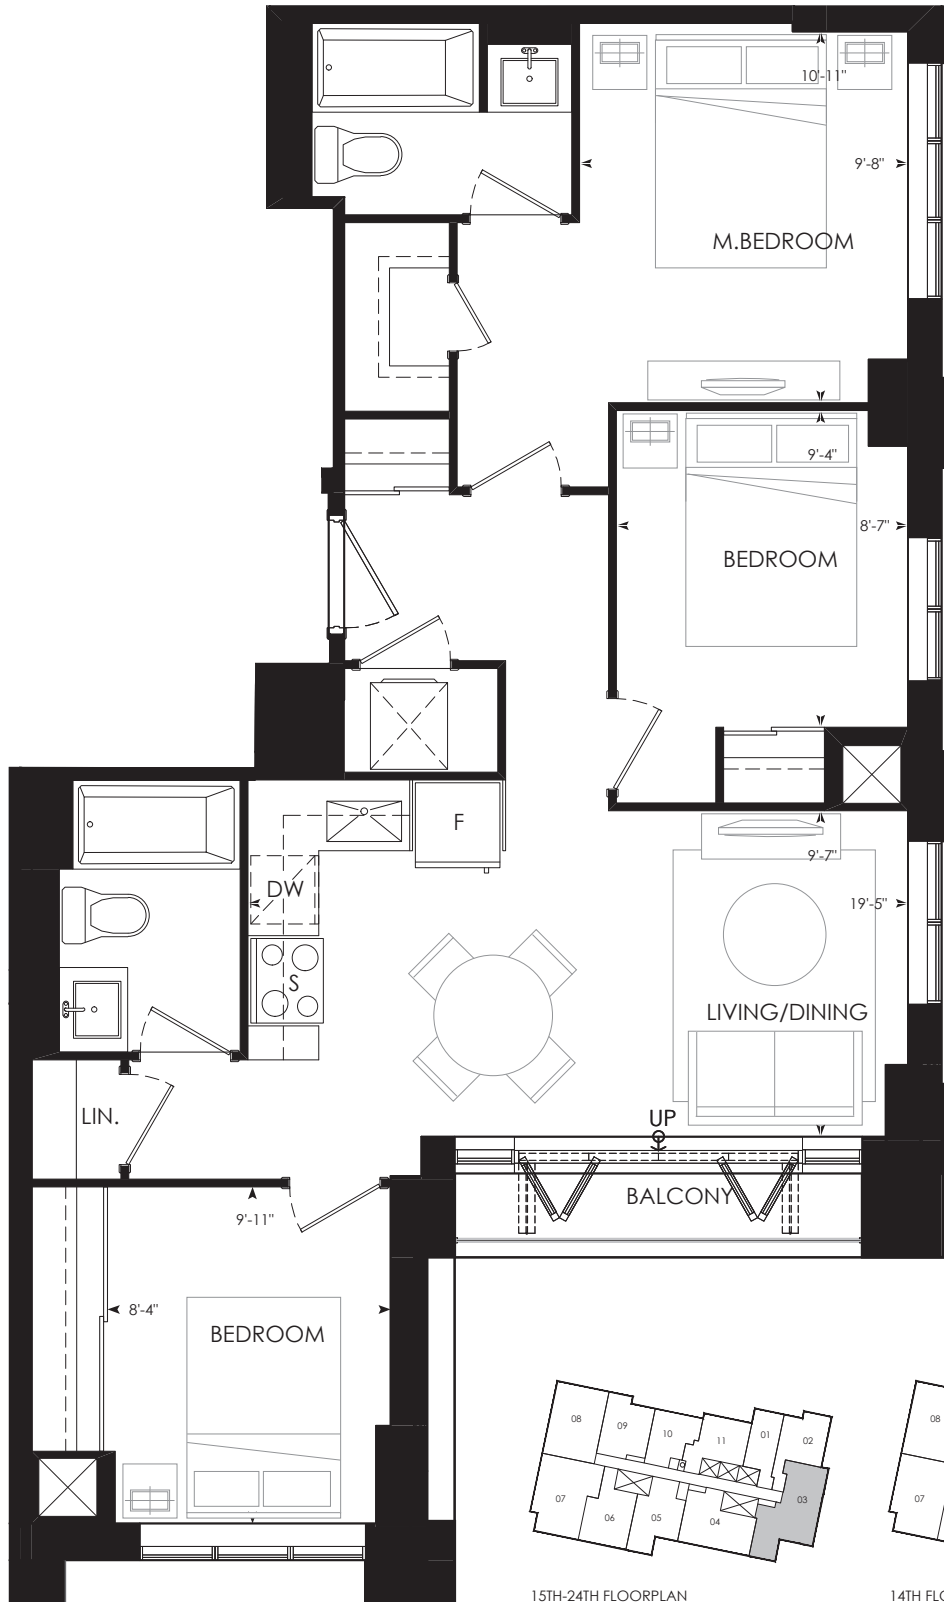 10'-11"
9'-8"
M.BEDROOM
9'-4"
8'-7"
BEDROOM
F
DW
9'-7"
19'-5"
S
LIVING/DINING
LIN.
UP
BALCONY
9'-11"
8'-4"
BEDROOM
08
09
10
11
01
02
07
06
05
04
03
08
07
15TH-24TH FLOORPLAN
14TH FLO